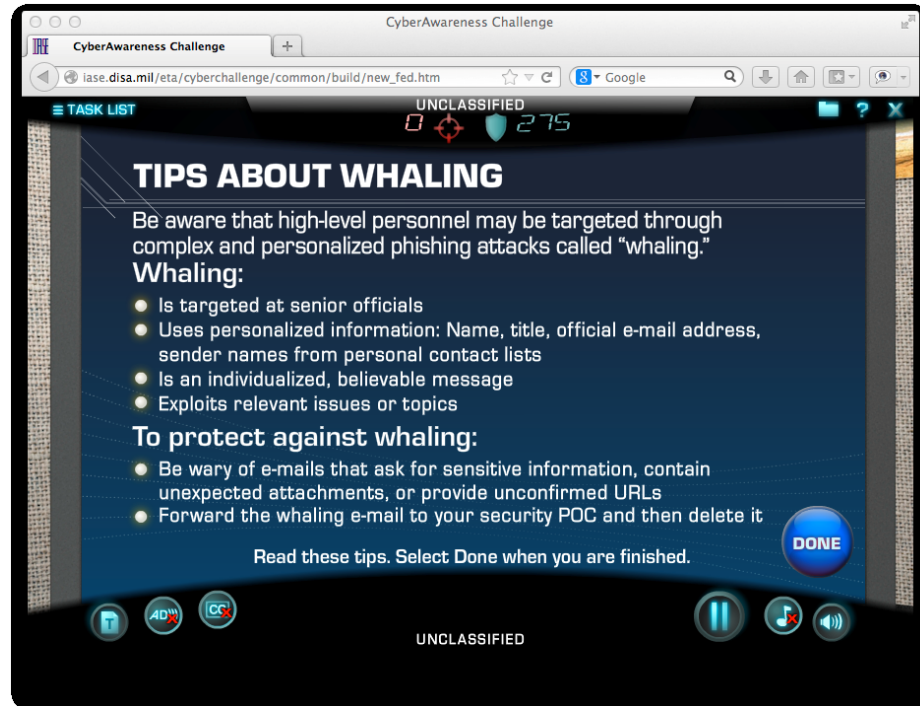 CyberAwareness Challenge
CyberAwareness Challenge
iase.disa.mil/eta/cyberchallenge/common/build/new_fed.htm
Google
TASK LIST
UNCLASSIFIED
? X
0 275
TIPS ABOUT WHALING
Be aware that high-level personnel may be targeted through
complex and personalized phishing attacks called “whaling.”
Whaling:
Is targeted at senior officials
Uses personalized information: Name, title, official e-mail address,
sender names from personal contact lists
Is an individualized, believable message
Exploits relevant issues or topics
To protect against whaling:
Be wary of e-mails that ask for sensitive information, contain
unexpected attachments, or provide unconfirmed URLs
Forward the whaling e-mail to your security POC and then delete it
DONE
Read these tips. Select Done when you are finished.
T AD CC
UNCLASSIFIED